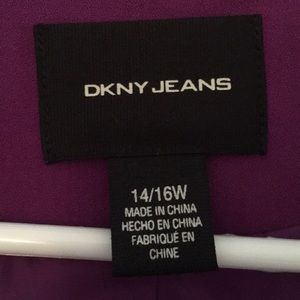 DKNY JEANS
14/16W
MADE IN CHINA
HECHO EN CHINA
FABRIQUÉ EN
CHINE